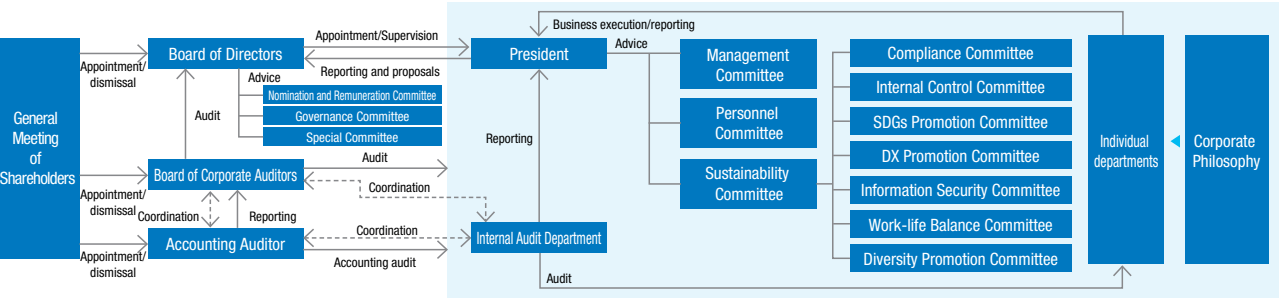 General
Meeting
of
Shareholders
Appointment/
dismissal
Appointment/
dismissal
Appointment/
dismissal
Board of Directors
Advice
Nomination and Remuneration Committee
Governance Committee
Special Committee
Audit
Board of Corporate Auditors
Coordination
Reporting
Accounting Auditor
Appointment/Supervision
Reporting and proposals
Audit
Coordination
Coordination
Accounting audit
Business execution/reporting
President
Advice
Reporting
Internal Audit Department
Audit
Management
Committee
Personnel
Committee
Sustainability
Committee
Compliance Committee
Internal Control Committee
SDGs Promotion Committee
DX Promotion Committee
Information Security Committee
Work-life Balance Committee
Diversity Promotion Committee
Individual
departments
Corporate
Philosophy